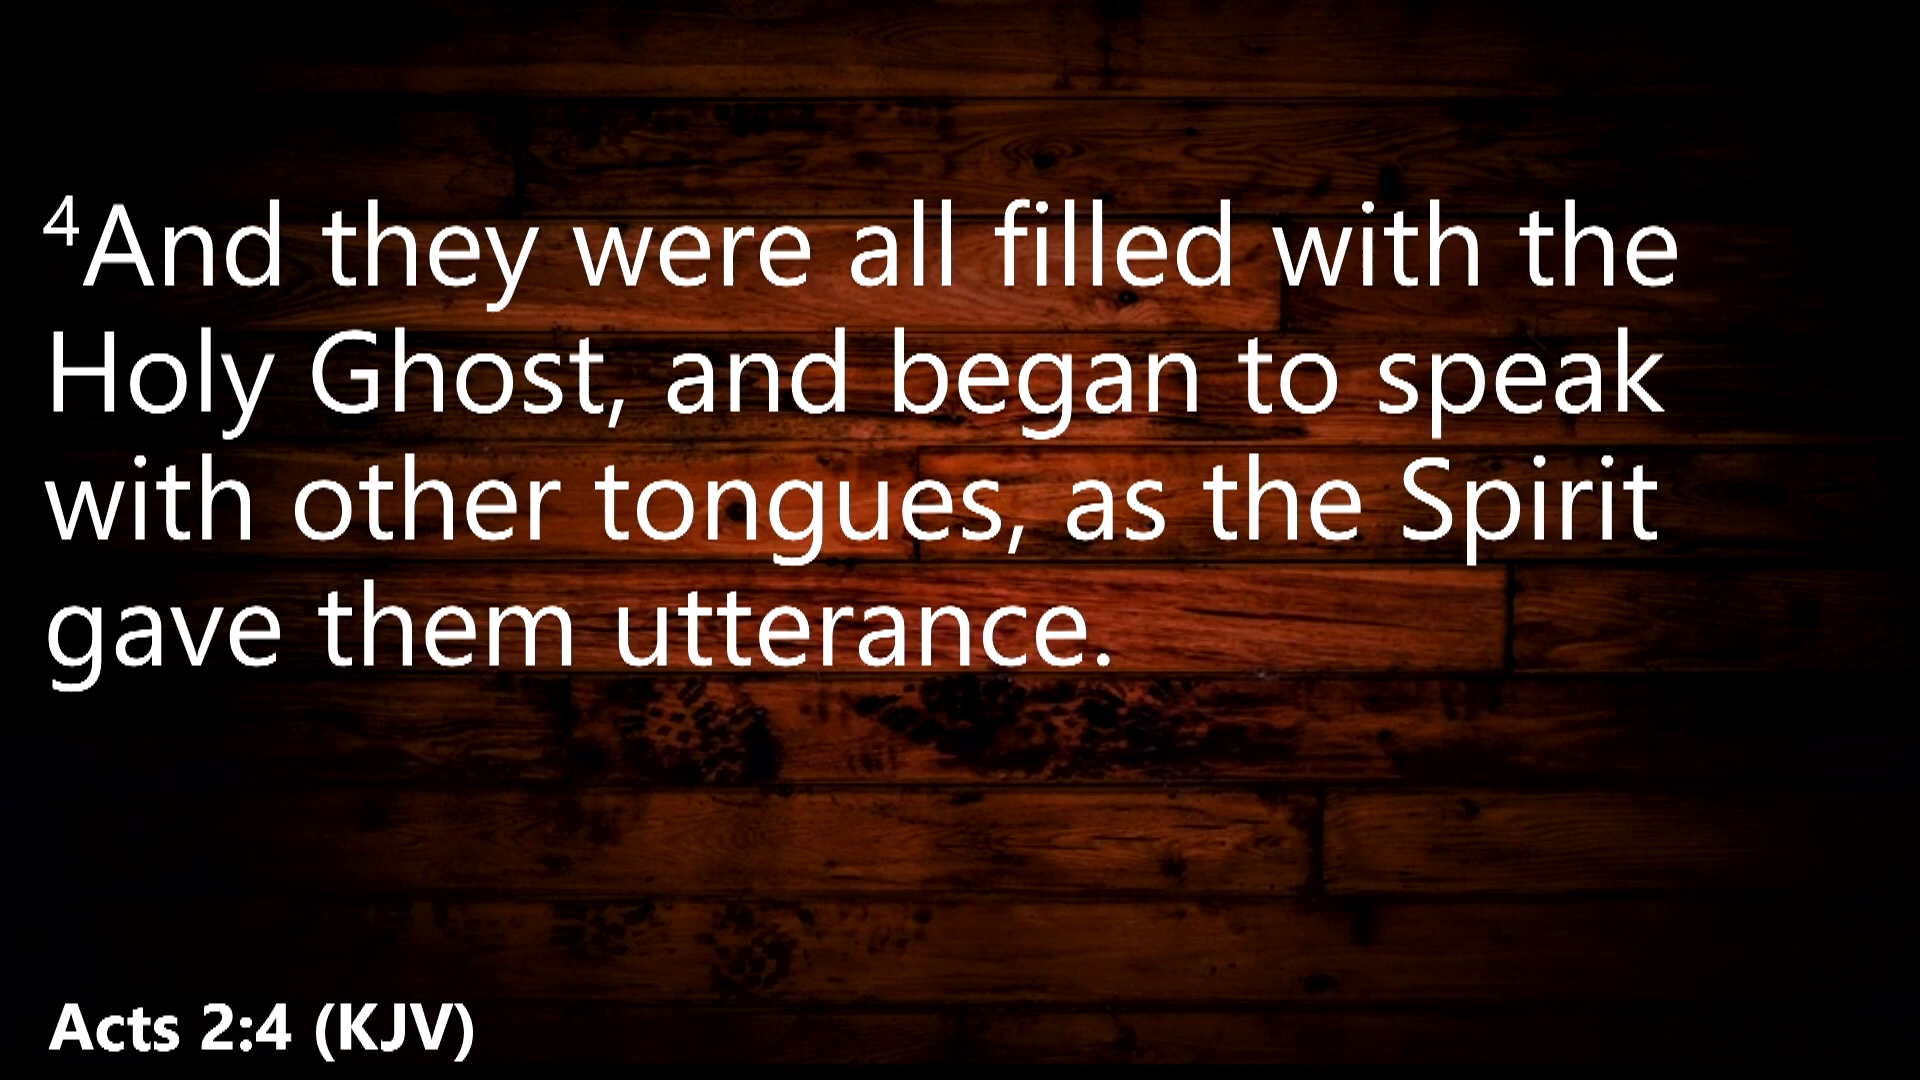 4And they were all filled with the
Holy Ghost, and began to speak
with other tongues, as the Spirit
gave them utterance.
Acts 2:4 (KJV)